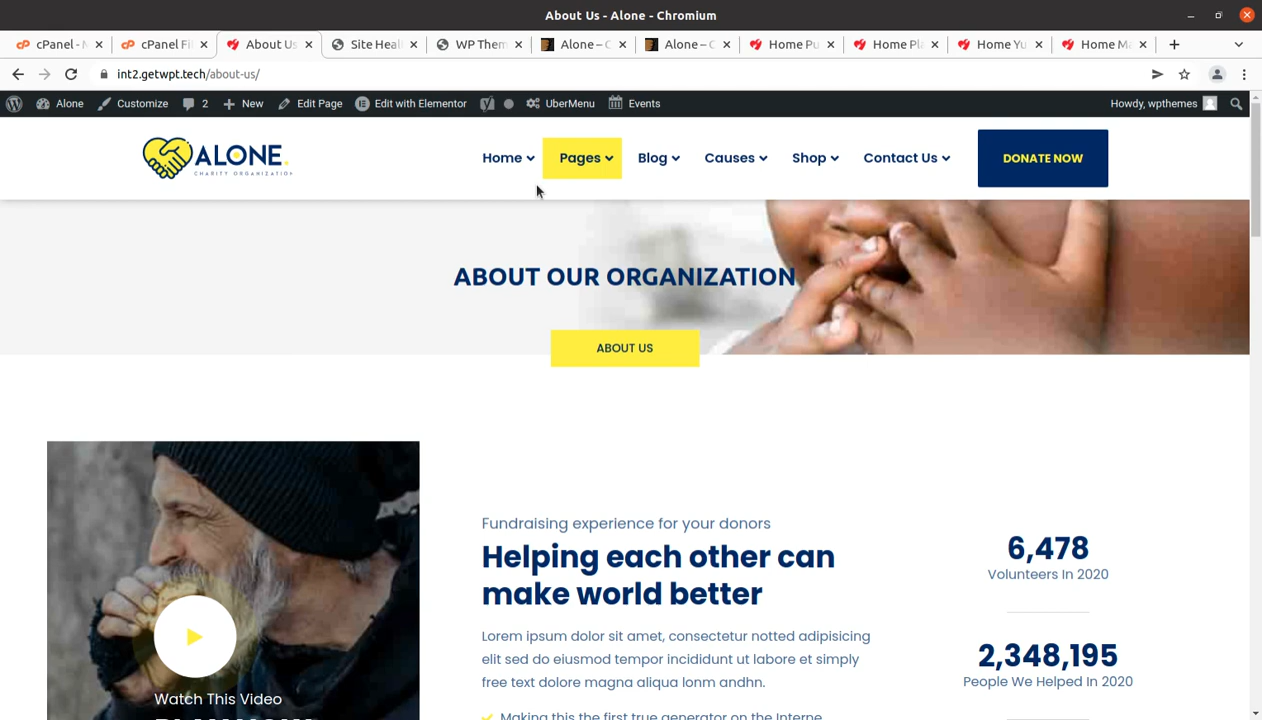 About Us - Alone - Chromium
cPanel - M
cPanel Fi
About Us
Site Heal
WP Them
Alone – C
Alone – C
Home Pu
Home Pl
Home Yu
Home M
int2.getwpt.tech/about-us/
Alone
Customize
2
New
Edit Page
Edit with Elementor
UberMenu
Events
Howdy, wpthemes
ALONE.
CHARITY ORGANIZATION
Home
Pages
Blog
Causes
Shop
Contact Us
DONATE NOW
ABOUT OUR ORGANIZATION
ABOUT US
Fundraising experience for your donors
Helping each other can
make world better
Lorem ipsum dolor sit amet, consectetur notted adipisicing
elit sed do eiusmod tempor incididunt ut labore et simply
free text dolore magna aliqua lonm andhn.
Making this the first true generator on the Interne
6,478
Volunteers In 2020
2,348,195
People We Helped In 2020
Watch This Video